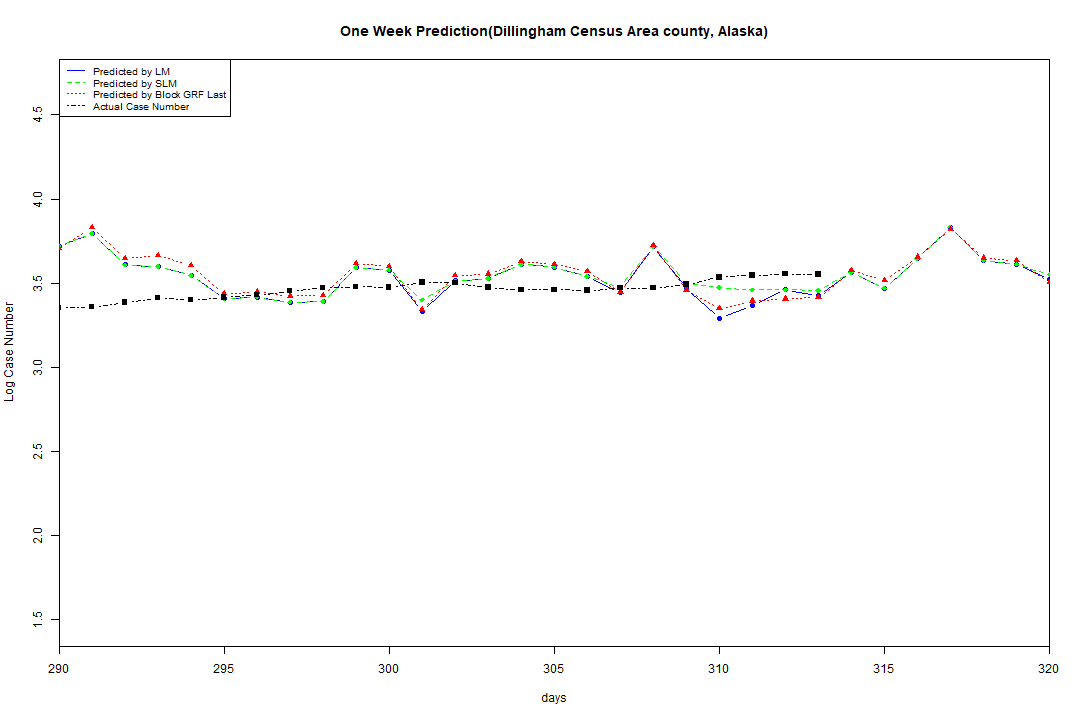 One Week Prediction(Dillingham Census Area county, Alaska)
Predicted by LM
Predicted by SLM
Predicted by Block GRF Last
Actual Case Number
4.5
4.0
3.5
3.0
2.5
2.0
1.5
Log Case Number
290 295 300 305 310 315 320
days